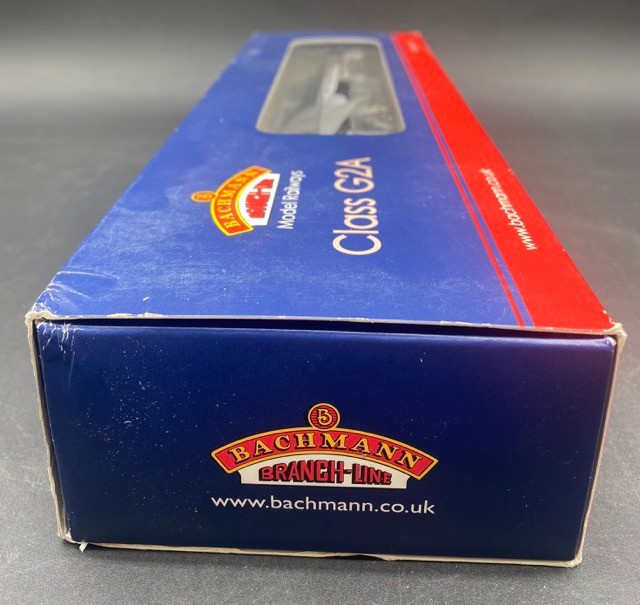 BACHMANN
BRANCH-LINE
Model Railways
Class G2A
www.bachmann.co.uk
B
BACHMANN
BRANCH-LINE
www.bachmann.co.uk